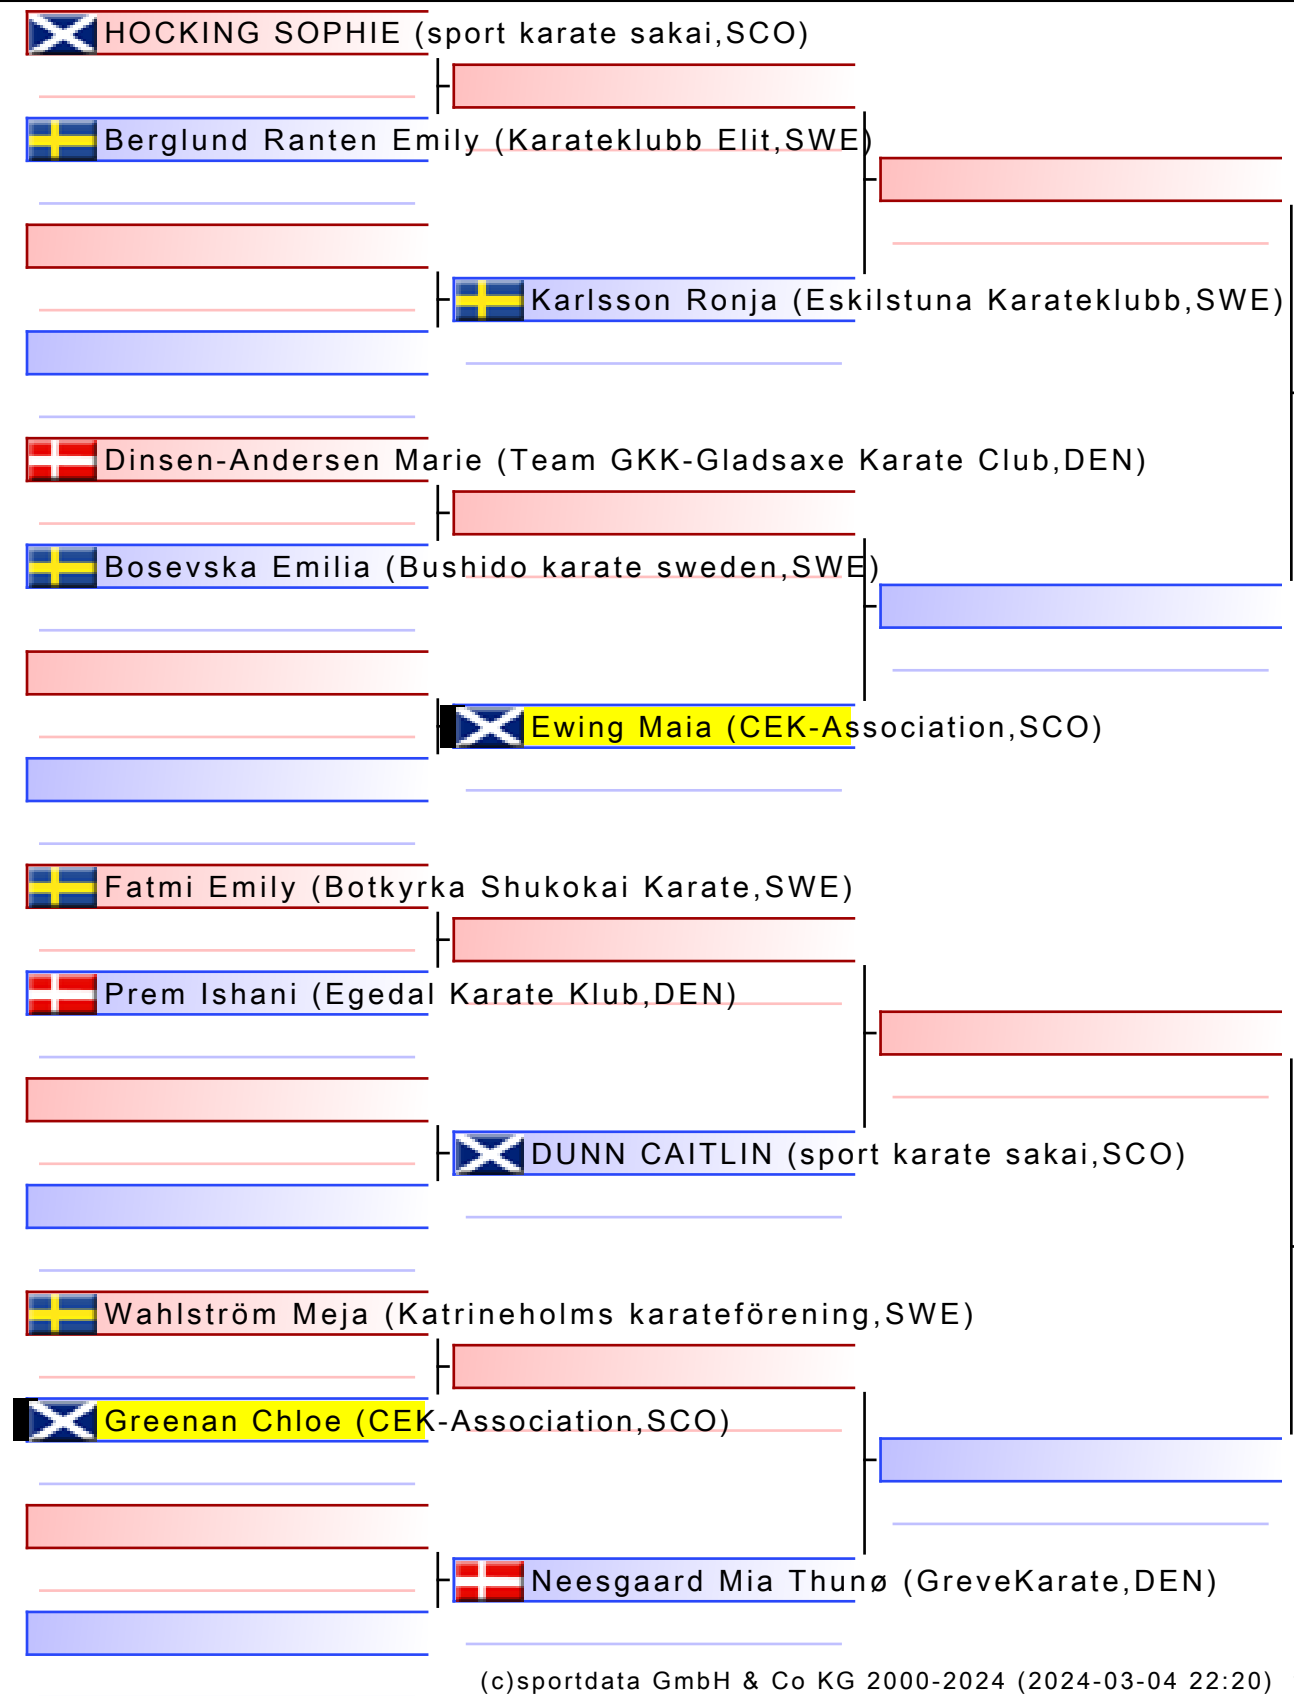 HOCKING SOPHIE (sport karate sakai,SCO)
Berglund Ranten Emily (Karateklubb Elit,SWE)
Karlsson Ronja (Eskilstuna Karateklubb,SWE)
Dinsen-Andersen Marie (Team GKK-Gladsaxe Karate Club,DEN)
Bosevska Emilia (Bushido karate sweden,SWE)
Ewing Maia (CEK-Association,SCO)
Fatmi Emily (Botkyrka Shukokai Karate,SWE)
Prem Ishani (Egedal Karate Klub,DEN)
DUNN CAITLIN (sport karate sakai,SCO)
Wahlström Meja (Katrineholms karateförening,SWE)
Greenan Chloe (CEK-Association,SCO)
Neesgaard Mia Thunø (GreveKarate,DEN)
(c)sportdata GmbH & Co KG 2000-2024 (2024-03-04 22:20)